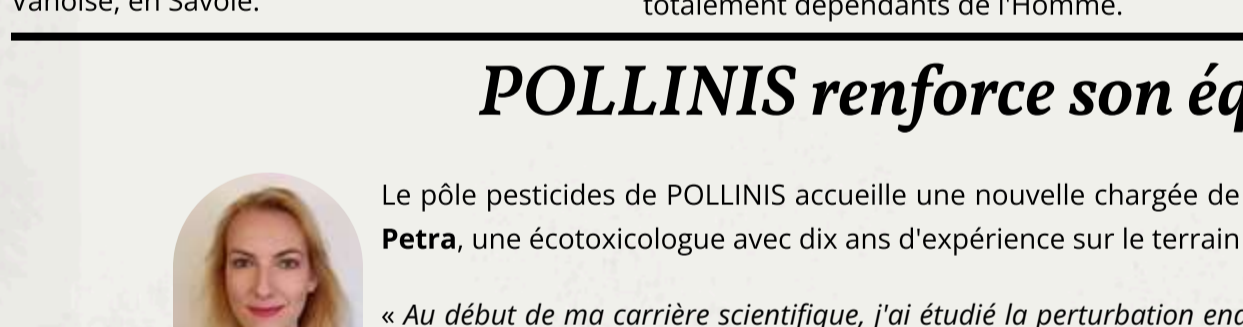 Vanoise, en Savoie.
totalement dépendants de l'Homme.
POLLINIS renforce son éq
Le pôle pesticides de POLLINIS accueille une nouvelle chargée de
Petra, une écotoxicologue avec dix ans d'expérience sur le terrain
« Au début de ma carrière scientifique, j'ai étudié la perturbation end